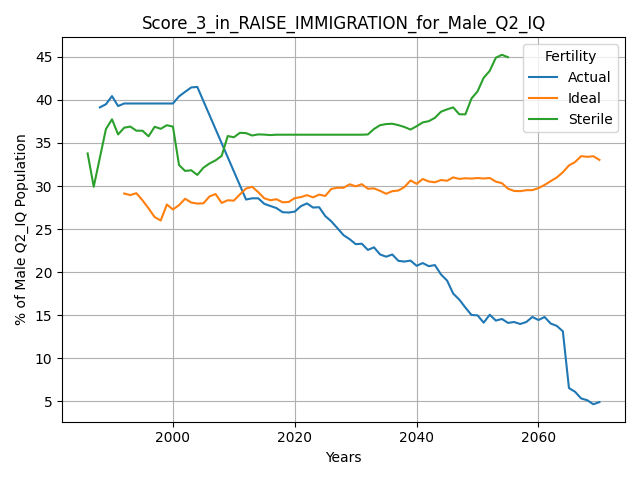 Score_3_in_RAISE_IMMIGRATION_for_Male_Q2_IQ
% of Male Q2_IQ Population
45
40
35
30
25
20
15
10
5
Fertility
Actual
Ideal
Sterile
2000 2020 2040 2060
Years